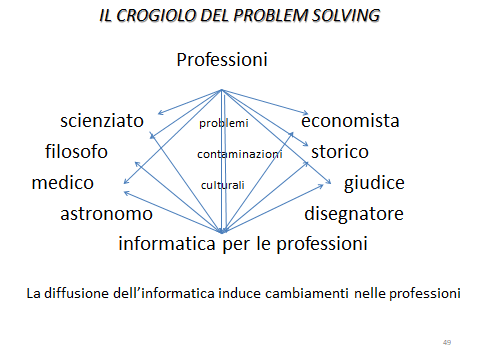 IL CROGIOLO DEL PROBLEM SOLVING
Professioni
scienziato problemi economista
filosofo contaminazioni storico
medico culturali giudice
astronomo disegnatore
informatica per le professioni
La diffusione dell'informatica induce cambiamenti nelle professioni
49